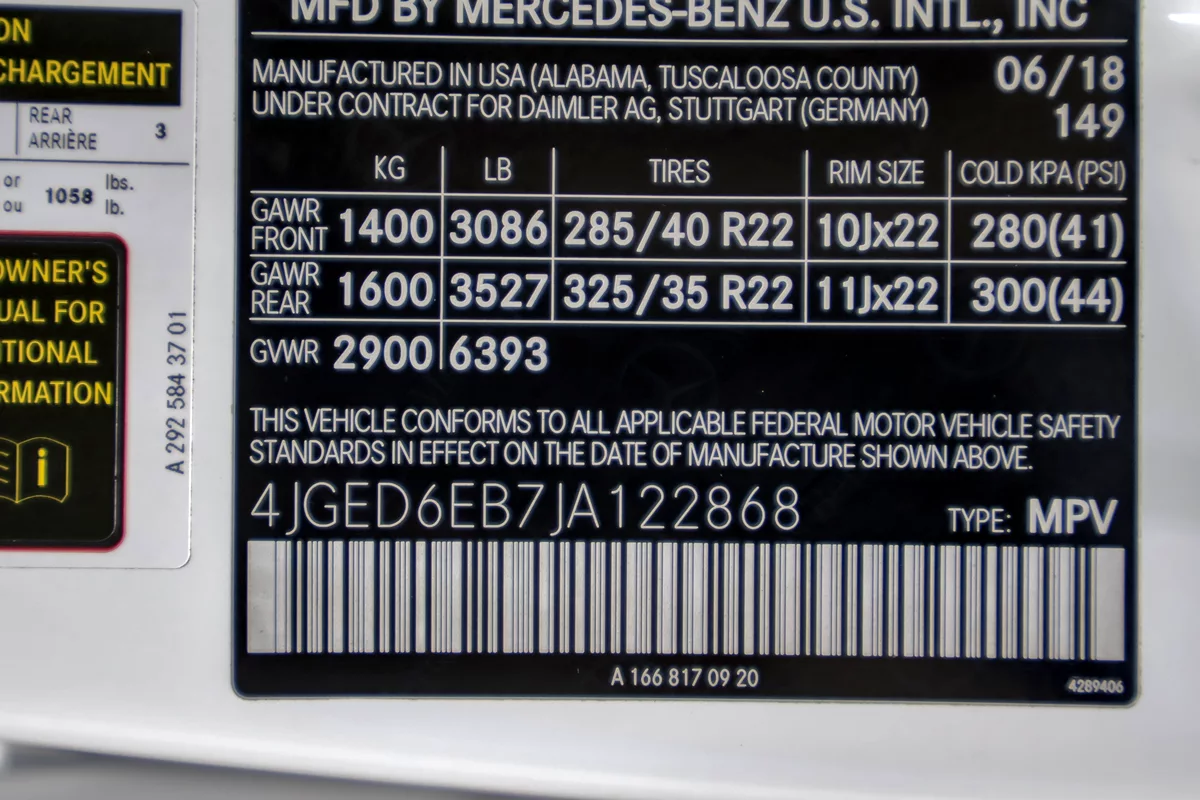 ON
CHARGEMENT
REAR
ARRIÈRE 3
or
ou 1058 lbs.
lb.
OWNER'S
UAL FOR
ITIONAL
RMATION
i
A 292 584 37 01
MFD BY MERCEDES-BENZ U.S. INTL., INC
MANUFACTURED IN USA (ALABAMA, TUSCALOOSA COUNTY) 06/18
UNDER CONTRACT FOR DAIMLER AG, STUTTGART (GERMANY) 149
KG LB TIRES RIM SIZE COLD KPA (PSI)
GAWR
FRONT 1400 3086 285/40 R22 10Jx22 280(41)
GAWR
REAR 1600 3527 325/35 R22 11Jx22 300(44)
GVWR 2900 6393
THIS VEHICLE CONFORMS TO ALL APPLICABLE FEDERAL MOTOR VEHICLE SAFETY
STANDARDS IN EFFECT ON THE DATE OF MANUFACTURE SHOWN ABOVE.
4JGED6EB7JA122868 TYPE: MPV
A 166 817 09 20
4289406